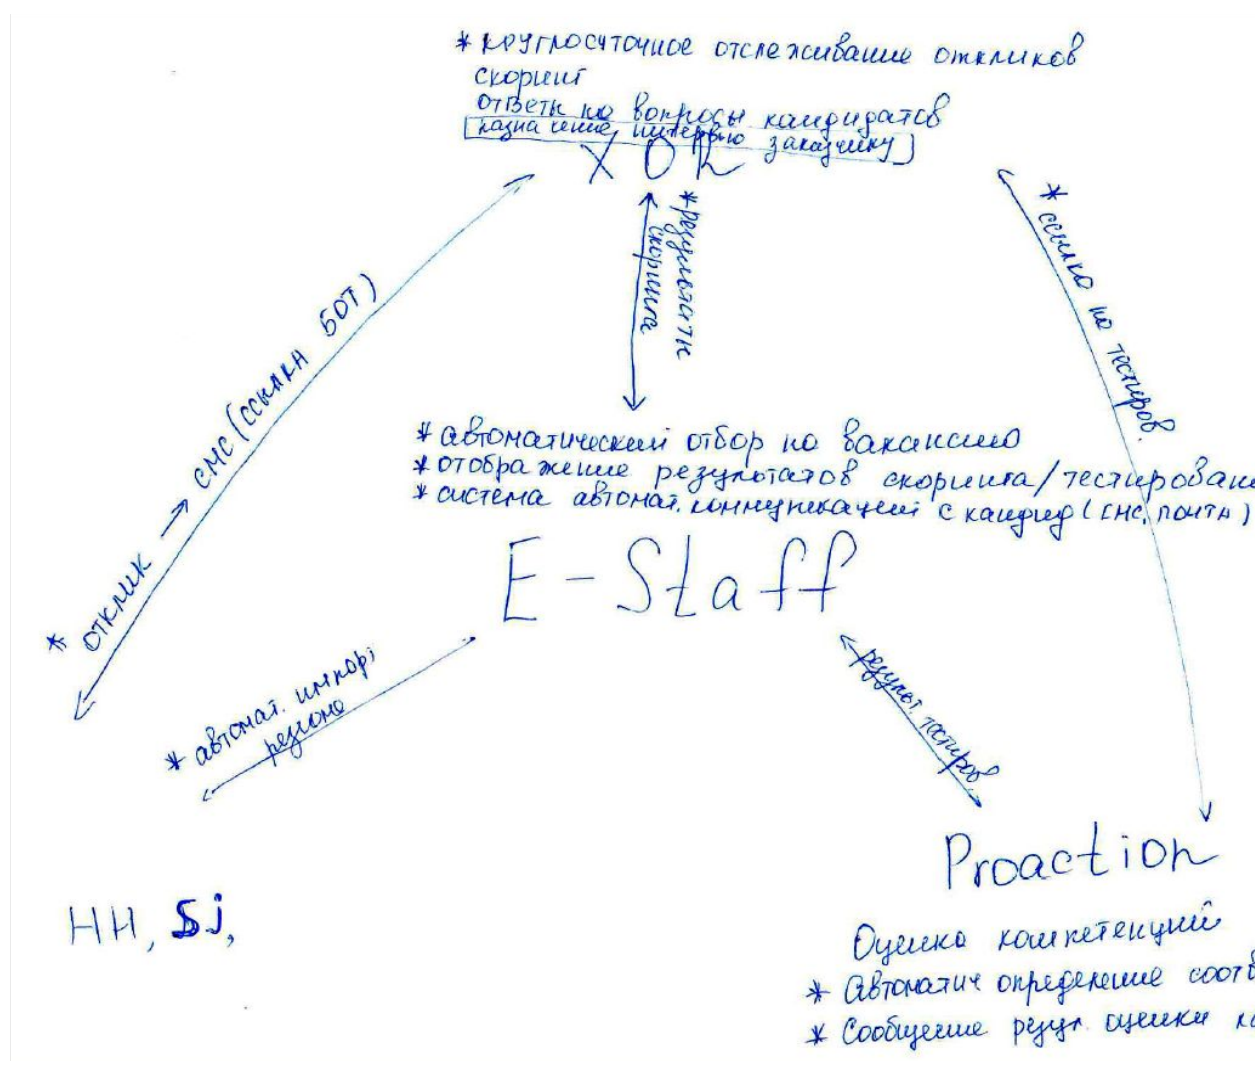 * круглосуточное отслеживание откликов
скоринг
ответы на вопросы кандидатов
[назначение интервью заказчику]
XOR
* результаты
скоринга
* ссылка на тестиров.
* отклик → СМС (ссылка БОТ)
* автоматический отбор на вакансию
* отображение результатов скоринга/тестирован
* система автомат. коммуникаций с кандид (СМС, почта)
E-Staff
* автомат. импорт
резюме
результ. тестиров.
HH, Sj,
Proaction
Оценка компетенций
* Автоматич определение соотв
* Сообщение резул. оценки ка